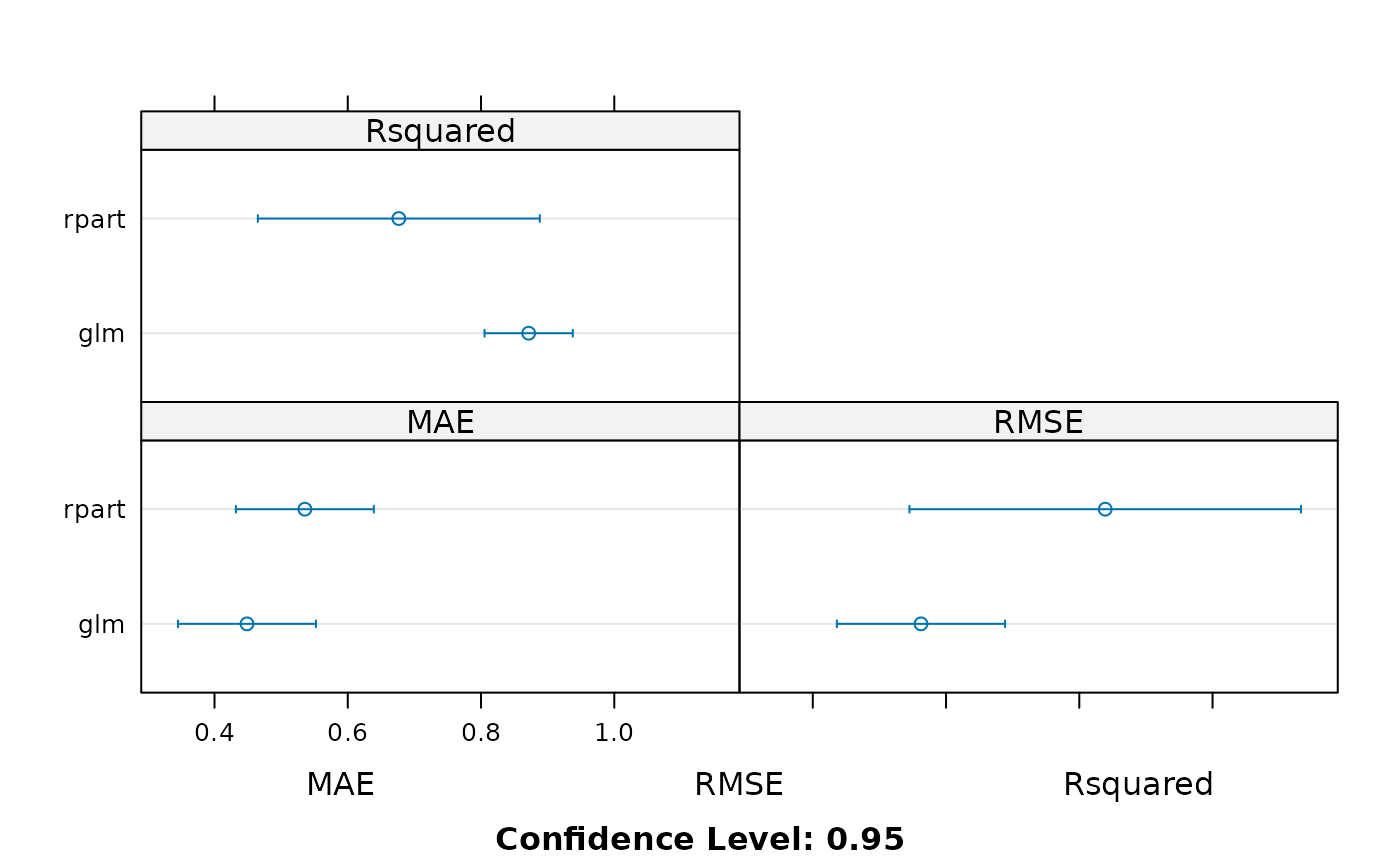 Rsquared
rpart
glm
MAE RMSE
rpart
glm
0.4 0.6 0.8 1.0
MAE RMSE Rsquared
Confidence Level: 0.95